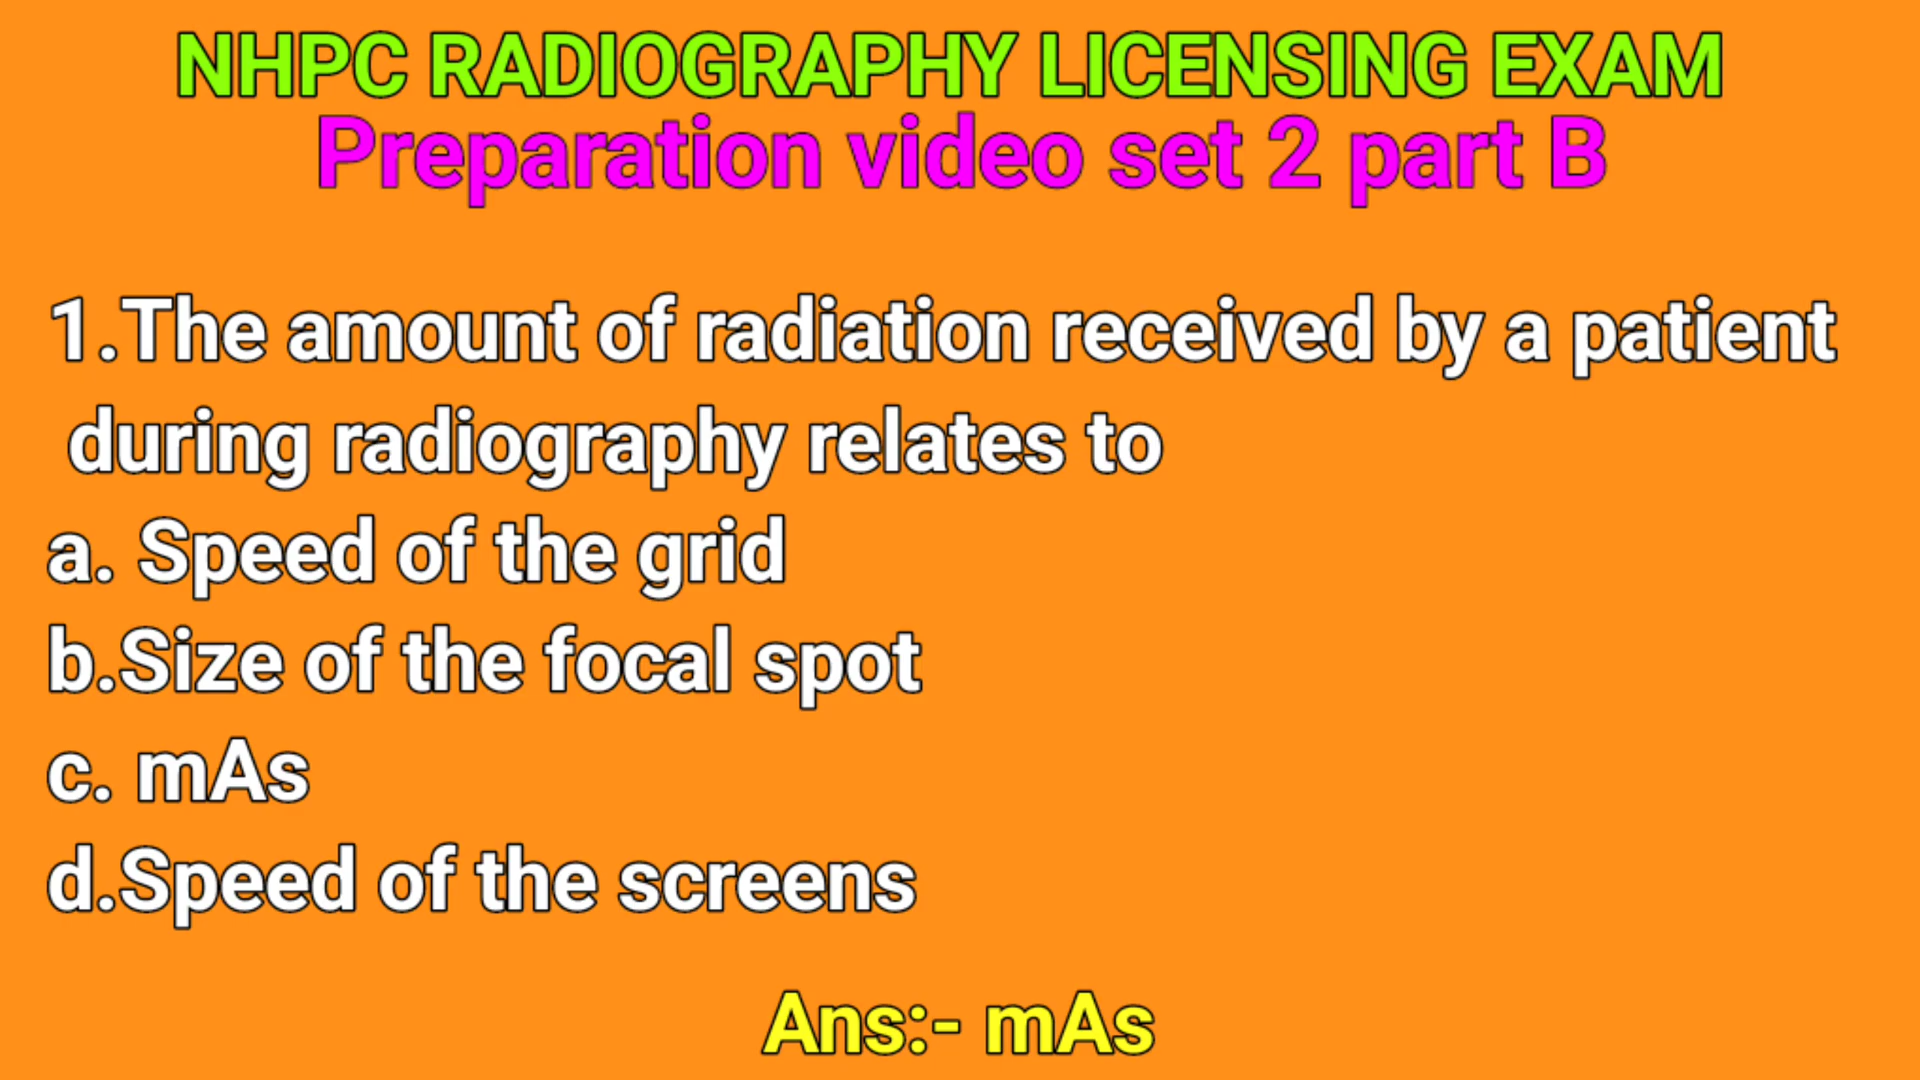 NHPC RADIOGRAPHY LICENSING EXAM
Preparation video set 2 part B
1.The amount of radiation received by a patient
during radiography relates to
a. Speed of the grid
b.Size of the focal spot
c. mAs
d.Speed of the screens
Ans:- mAs